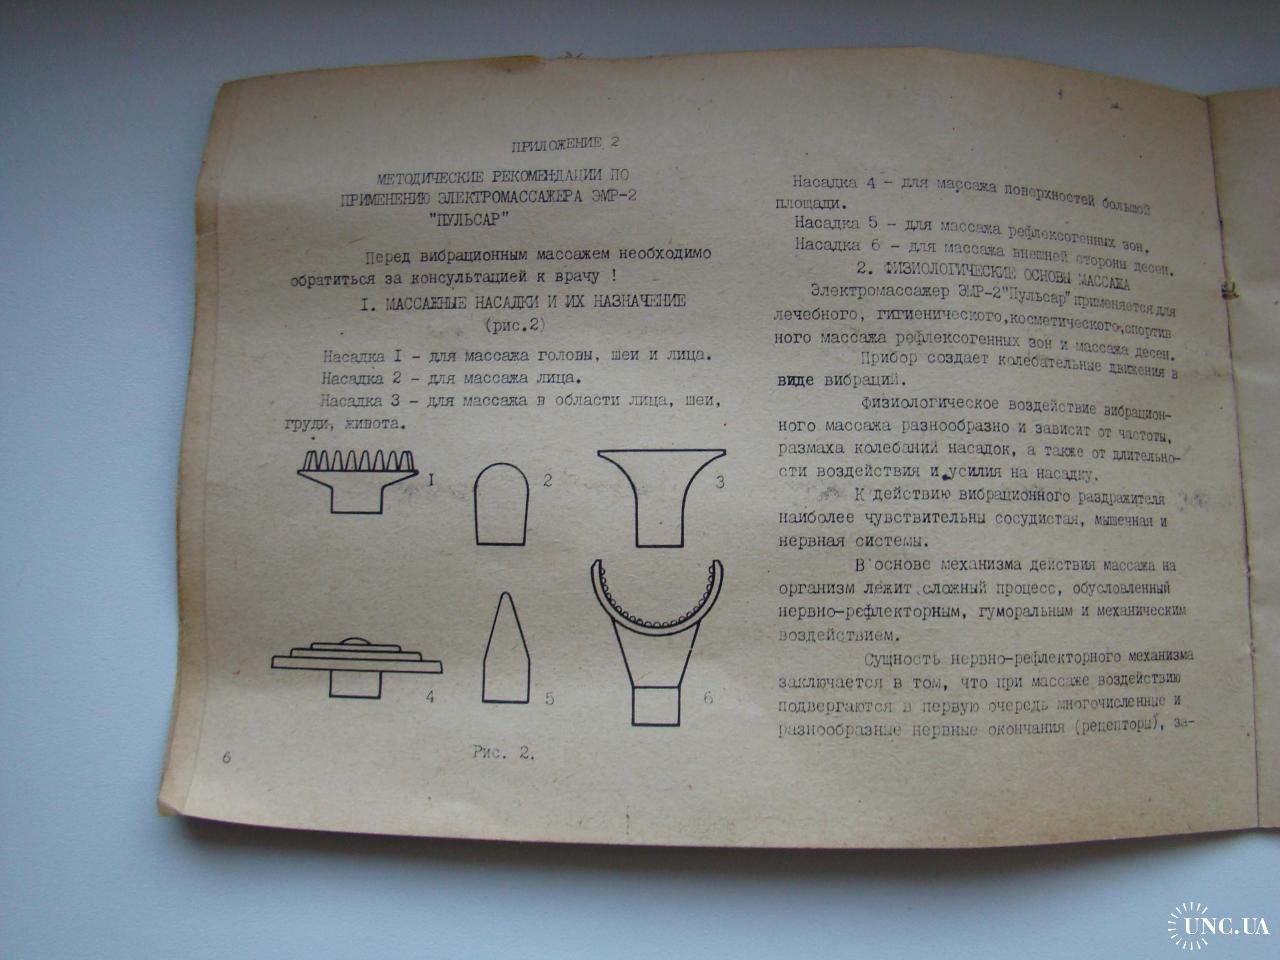 ПРИЛОЖЕНИЕ 2
МЕТОДИЧЕСКИЕ РЕКОМЕНДАЦИИ ПО
ПРИМЕНЕНИЮ ЭЛЕКТРОМАССАЖЕРА ЭМР-2
"ПУЛЬСАР"
Перед вибрационным массажем необходимо
обратиться за консультацией к врачу !
I. МАССАЖНЫЕ НАСАДКИ И ИХ НАЗНАЧЕНИЕ
(рис.2)
Насадка I - для массажа головы, шеи и лица.
Насадка 2 - для массажа лица.
Насадка 3 - для массажа в области лица, шеи,
груди, живота.
I
2
3
4
5
6
Рис. 2.
6
Насадка 4 - для массажа поверхностей большой
площади.
Насадка 5 - для массажа рефлексогенных зон.
Насадка 6 - для массажа внешней стороны десен.
2. ФИЗИОЛОГИЧЕСКИЕ ОСНОВЫ МАССАЖА
Электромассажер ЭМР-2"Пульсар" применяется для
лечебного, гигиенического,косметического,спортив
ного массажа рефлексогенных зон и массажа десен.
Прибор создает колебательные движения в
виде вибраций.
Физиологическое воздействие вибрацион-
ного массажа разнообразно и зависит от частоты,
размаха колебаний насадок, а также от длительно-
сти воздействия и усилия на насадку.
К действию вибрационного раздражителя
наиболее чувствительны сосудистая, мышечная и
нервная системы.
В основе механизма действия массажа на
организм лежит сложный процесс, обусловленный
нервно-рефлекторным, гуморальным и механическим
воздействием.
Сущность нервно-рефлекторного механизма
заключается в том, что при массаже воздействию
подвергаются в первую очередь многочисленные и
разнообразные нервные окончания (рецепторы), за-
UNC.UA